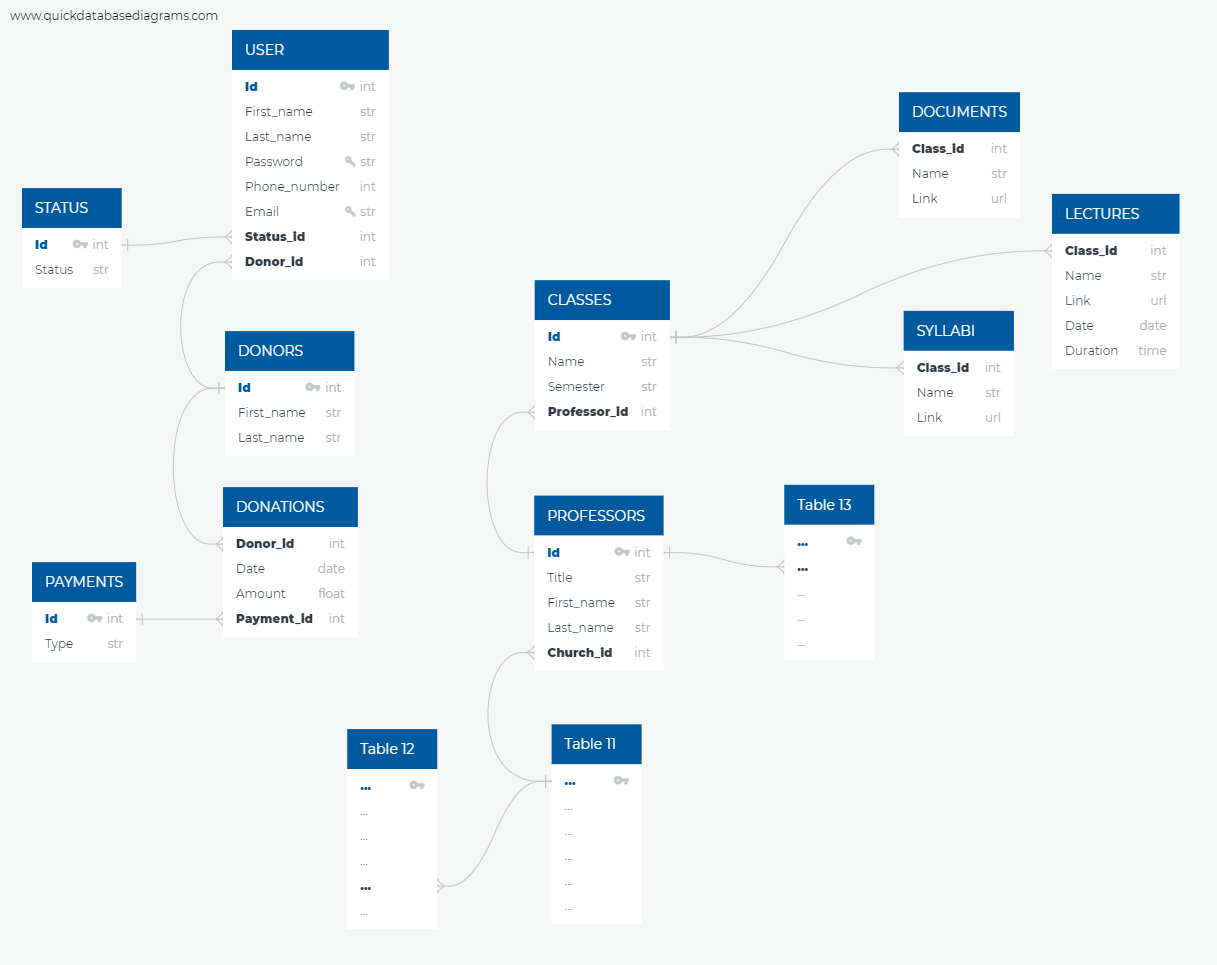 www.quickdatabasediagrams.com
USER
Id int
First_name str
Last_name str
Password str
Phone_number int
Email str
Status_id int
Donor_id int
STATUS
Id int
Status str
DONORS
Id int
First_name str
Last_name str
DONATIONS
Donor_id int
Date date
Amount float
Payment_id int
PAYMENTS
Id int
Type str
CLASSES
Id int
Name str
Semester str
Professor_id int
DOCUMENTS
Class_id int
Name str
Link url
LECTURES
Class_id int
Name str
Link url
Date date
Duration time
SYLLABI
Class_id int
Name str
Link url
PROFESSORS
Id int
Title str
First_name str
Last_name str
Church_id int
Table 13
...
...
...
...
...
Table 12
...
...
...
...
...
...
Table 11
...
...
...
...
...
...